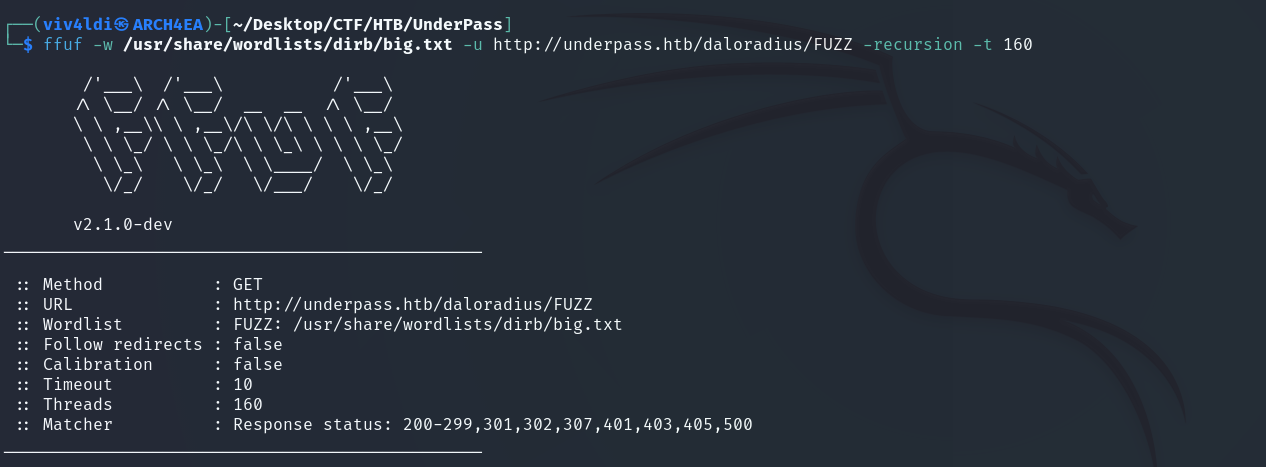 ┌──(viv4ldi㉿ARCH4EA)-[~/Desktop/CTF/HTB/UnderPass]
└─$ ffuf -w /usr/share/wordlists/dirb/big.txt -u http://underpass.htb/daloradius/FUZZ -recursion -t 160
        /'___\  /'___\           /'___\
       /\ \__/ /\ \__/  __  __  /\ \__/
       \ \ ,__\\ \ ,__\/\ \/\ \ \ \ ,__\
        \ \ \_/ \ \ \_/\ \ \_\ \ \ \ \_/
         \ \_\   \ \_\  \ \____/  \ \_\
          \/_/    \/_/   \/___/    \/_/
       v2.1.0-dev
________________________________________________
 :: Method           : GET
 :: URL              : http://underpass.htb/daloradius/FUZZ
 :: Wordlist         : FUZZ: /usr/share/wordlists/dirb/big.txt
 :: Follow redirects : false
 :: Calibration      : false
 :: Timeout          : 10
 :: Threads          : 160
 :: Matcher          : Response status: 200-299,301,302,307,401,403,405,500
________________________________________________